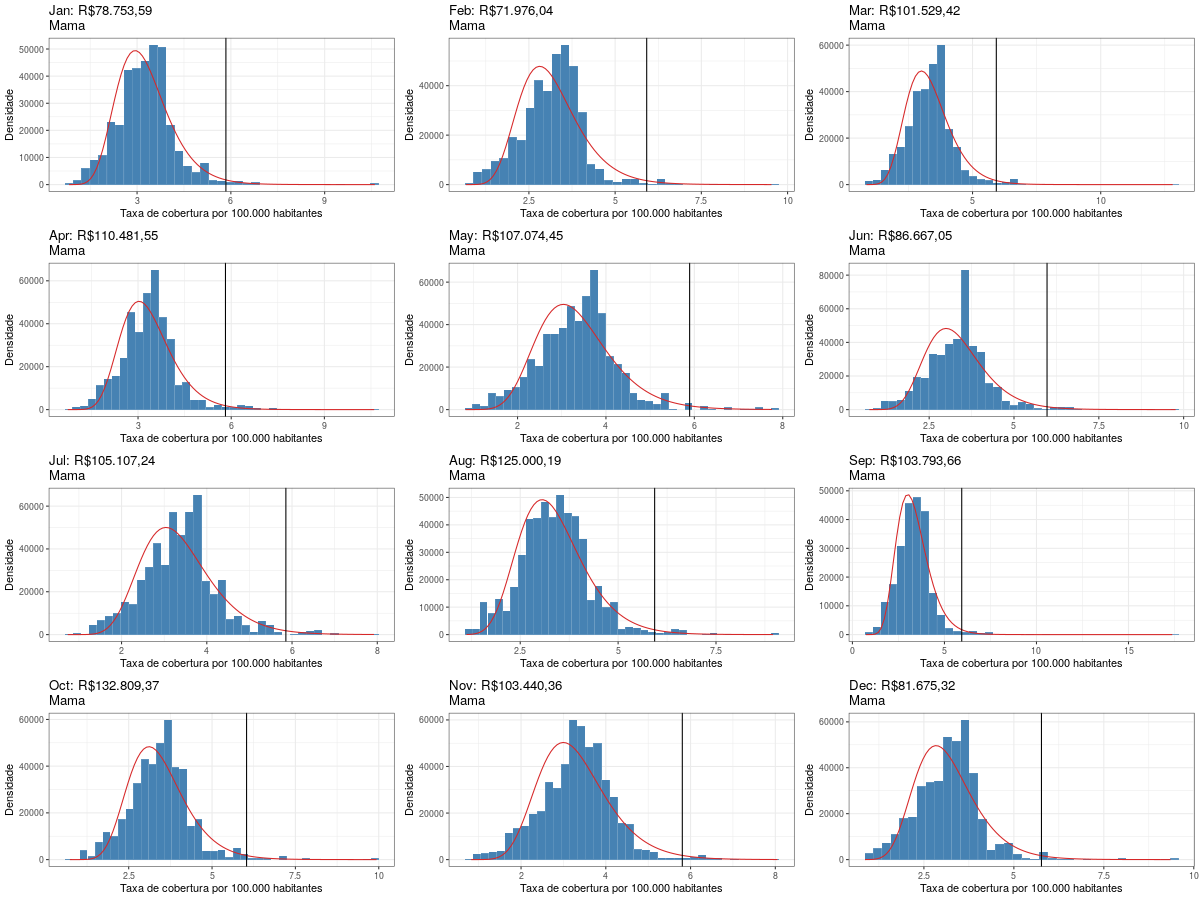 Jan: R$78.753,59
Mama
Densidade
50000
40000
30000
20000
10000
0
3
6
9
Taxa de cobertura por 100.000 habitantes
Feb: R$71.976,04
Mama
Densidade
40000
20000
0
2.5
5
7.5
10
Taxa de cobertura por 100.000 habitantes
Mar: R$101.529,42
Mama
Densidade
60000
40000
20000
0
5
10
Taxa de cobertura por 100.000 habitantes
Apr: R$110.481,55
Mama
Densidade
60000
40000
20000
0
3
6
9
Taxa de cobertura por 100.000 habitantes
May: R$107.074,45
Mama
Densidade
60000
40000
20000
0
2
4
6
8
Taxa de cobertura por 100.000 habitantes
Jun: R$86.667,05
Mama
Densidade
80000
60000
40000
20000
0
2.5
5
7.5
10
Taxa de cobertura por 100.000 habitantes
Jul: R$105.107,24
Mama
Densidade
60000
40000
20000
0
2
4
6
8
Taxa de cobertura por 100.000 habitantes
Aug: R$125.000,19
Mama
Densidade
50000
40000
30000
20000
10000
0
2.5
5
7.5
Taxa de cobertura por 100.000 habitantes
Sep: R$103.793,66
Mama
Densidade
50000
40000
30000
20000
10000
0
0
5
10
15
Taxa de cobertura por 100.000 habitantes
Oct: R$132.809,37
Mama
Densidade
60000
40000
20000
0
2.5
5
7.5
10
Taxa de cobertura por 100.000 habitantes
Nov: R$103.440,36
Mama
Densidade
60000
40000
20000
0
2
4
6
8
Taxa de cobertura por 100.000 habitantes
Dec: R$81.675,32
Mama
Densidade
60000
40000
20000
0
2.5
5
7.5
10
Taxa de cobertura por 100.000 habitantes